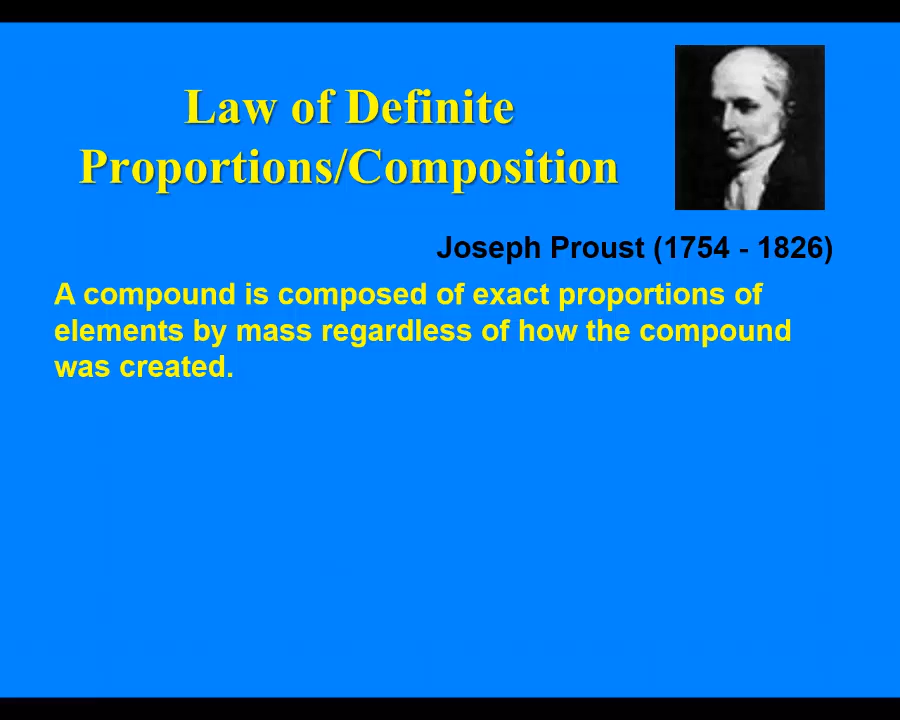 Law of Definite
Proportions/Composition
Joseph Proust (1754 - 1826)
A compound is composed of exact proportions of
elements by mass regardless of how the compound
was created.